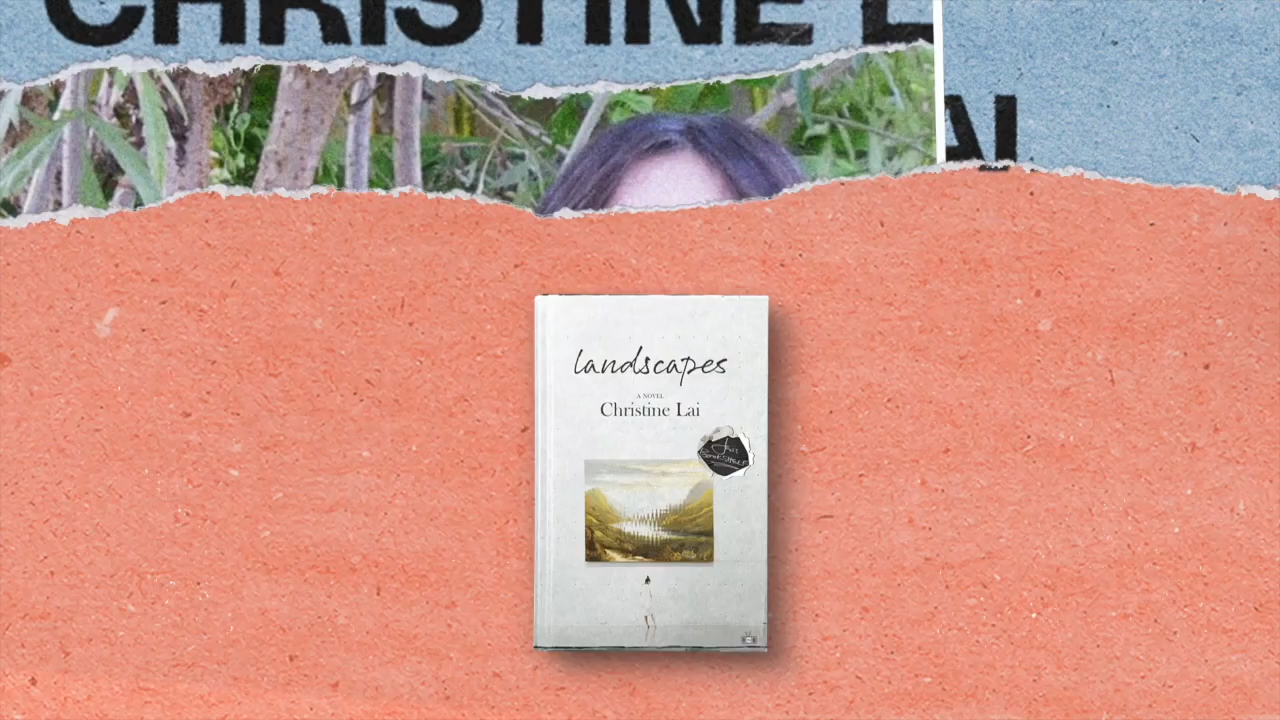 CHRISTINE L
AI
landscapes
A NOVEL
Christine Lai